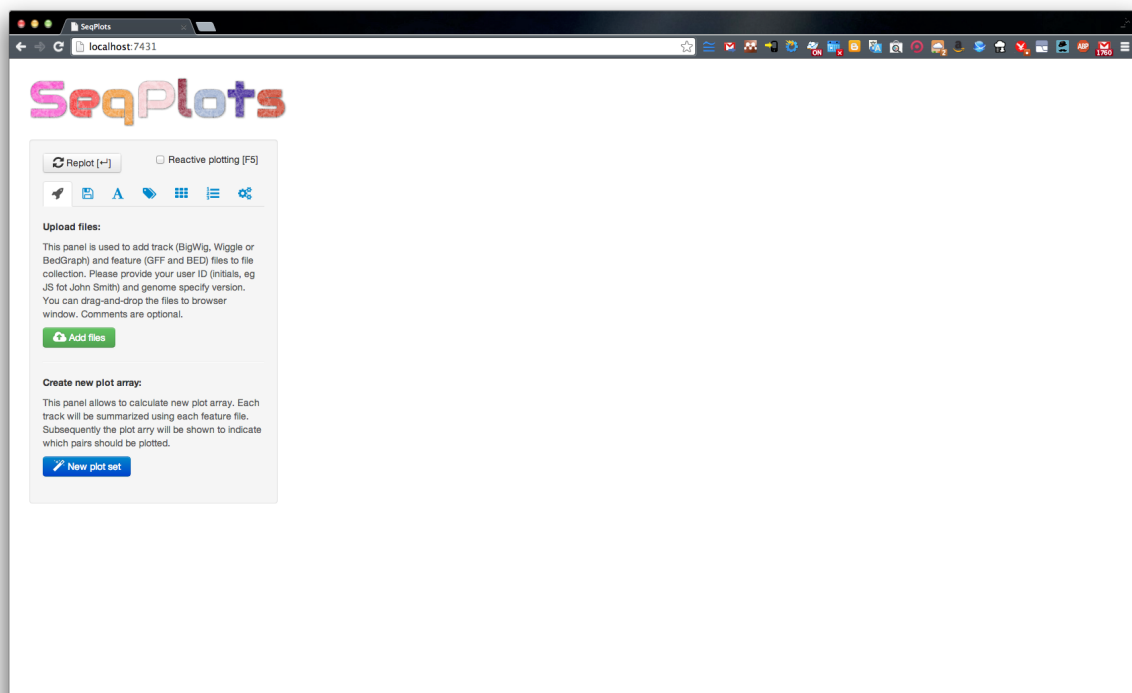 SeqPlots
localhost:7431
ON
2
1760
ABP
SeqPlots
Replot [↵]
Reactive plotting [F5]
A
Upload files:
This panel is used to add track (BigWig, Wiggle or
BedGraph) and feature (GFF and BED) files to file
collection. Please provide your user ID (initials, eg
JS fot John Smith) and genome specify version.
You can drag-and-drop the files to browser
window. Comments are optional.
Add files
Create new plot array:
This panel allows to calculate new plot array. Each
track will be summarized using each feature file.
Subsequently the plot arry will be shown to indicate
which pairs should be plotted.
New plot set